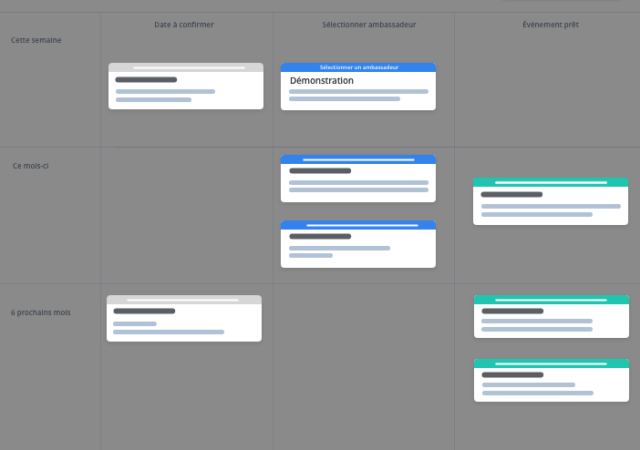 Date à confirmer
Sélectionner ambassadeur
Événement prêt
Cette semaine
Sélectionner un ambassadeur
Démonstration
Ce mois-ci
6 prochains mois